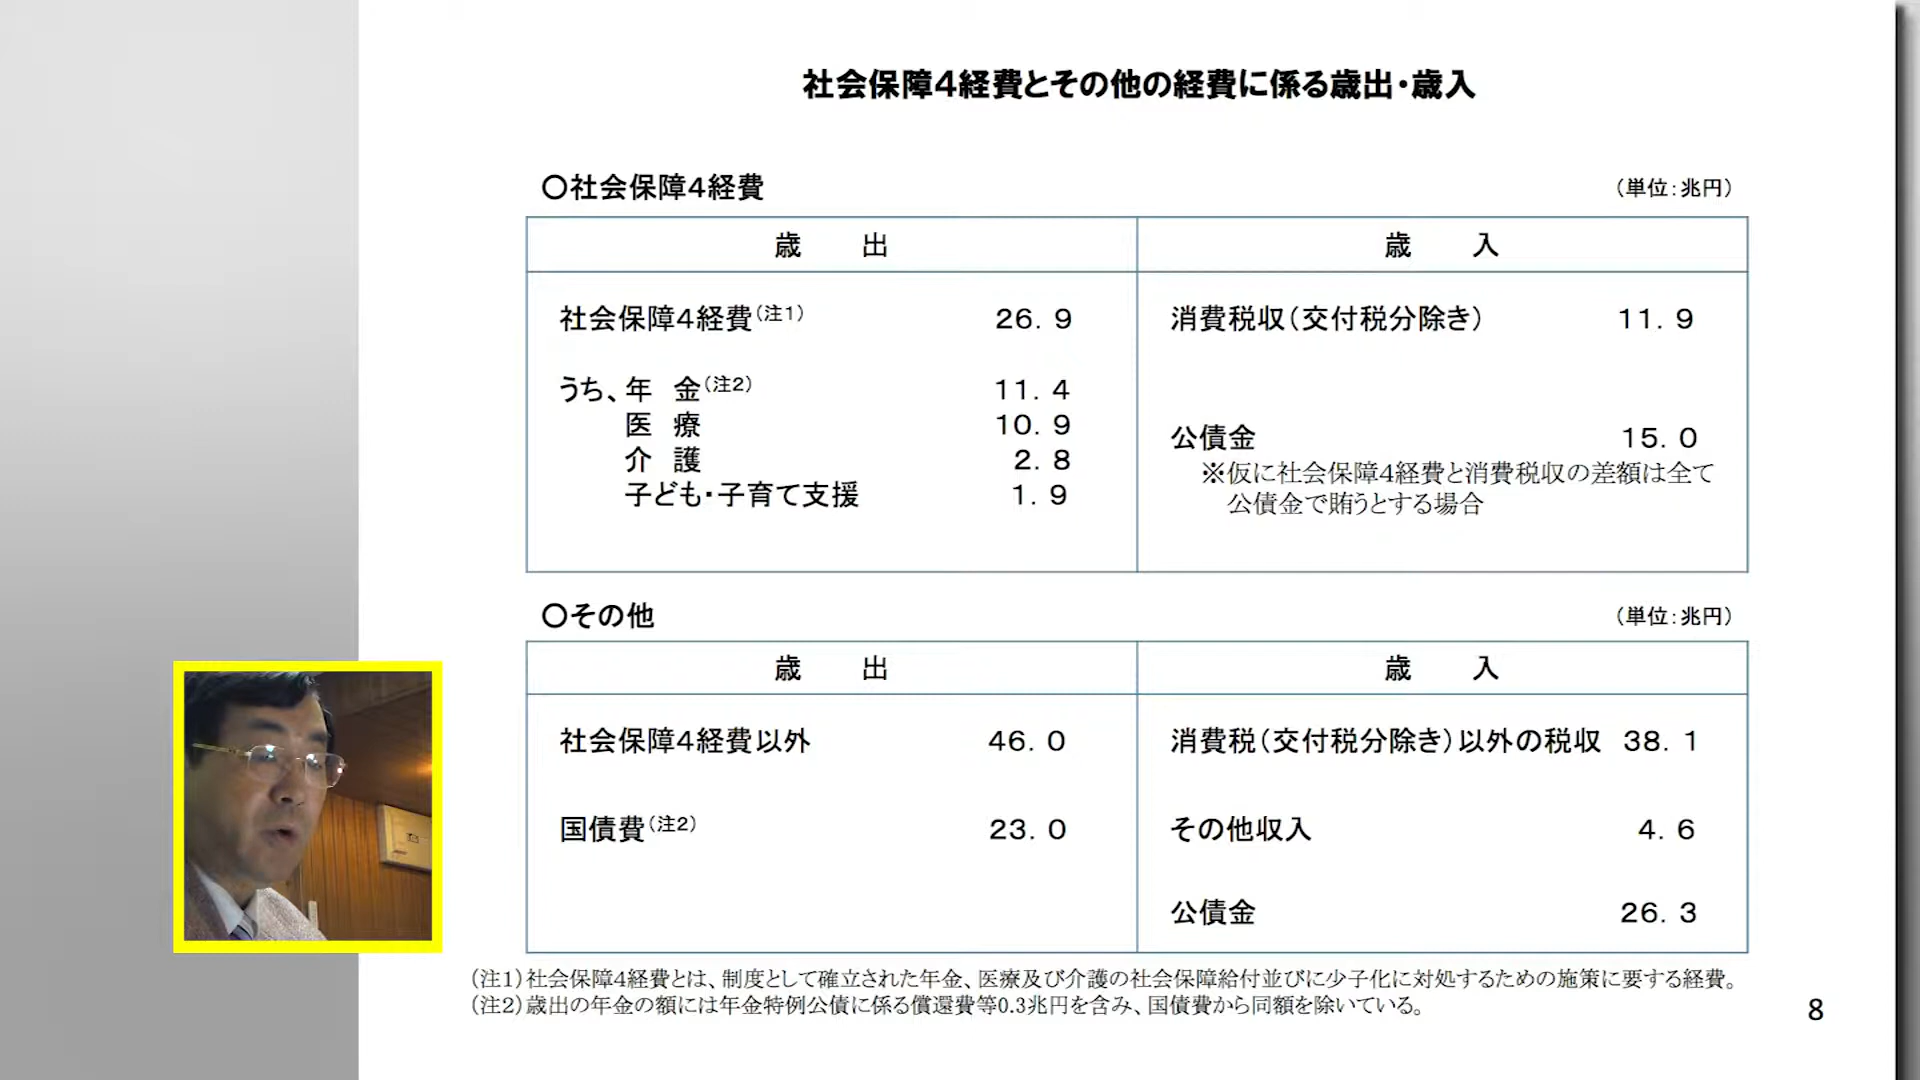 社会保障4経費とその他の経費に係る歳出・歳入
〇社会保障4経費 （単位：兆円）
歳 出 歳 入
社会保障4経費（注1） 26．9 消費税収（交付税分除き） 11．9
うち、年 金（注2） 11．4
医 療 10．9
介 護 2．8
子ども・子育て支援 1．9
公債金 15．0
※仮に社会保障4経費と消費税収の差額は全て
公債金で賄うとする場合
〇その他 （単位：兆円）
歳 出 歳 入
社会保障4経費以外 46．0 消費税（交付税分除き）以外の税収 38．1
国債費（注2） 23．0 その他収入 4．6
公債金 26．3
（注1）社会保障4経費とは、制度として確立された年金、医療及び介護の社会保障給付並びに少子化に対処するための施策に要する経費。
（注2）歳出の年金の額には年金特例公債に係る償還費等0.3兆円を含み、国債費から同額を除いている。
8